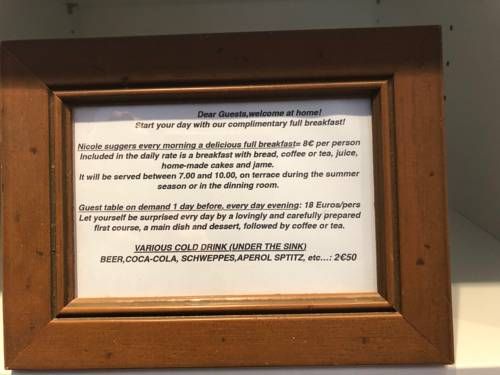 Dear Guests,welcome at home!
Start your day with our complimentary full breakfast!
Nicole suggers every morning a delicious full breakfast= 8€ per person
Included in the daily rate is a breakfast with bread, coffee or tea, juice,
home-made cakes and jame.
It will be served between 7.00 and 10.00, on terrace during the summer
season or in the dinning room.
Guest table on demand 1 day before, every day evening: 18 Euros/pers
Let yourself be surprised evry day by a lovingly and carefully prepared
first course, a main dish and dessert, followed by coffee or tea.
VARIOUS COLD DRINK (UNDER THE SINK)
BEER,COCA-COLA, SCHWEPPES,APEROL SPTITZ, etc...: 2€50